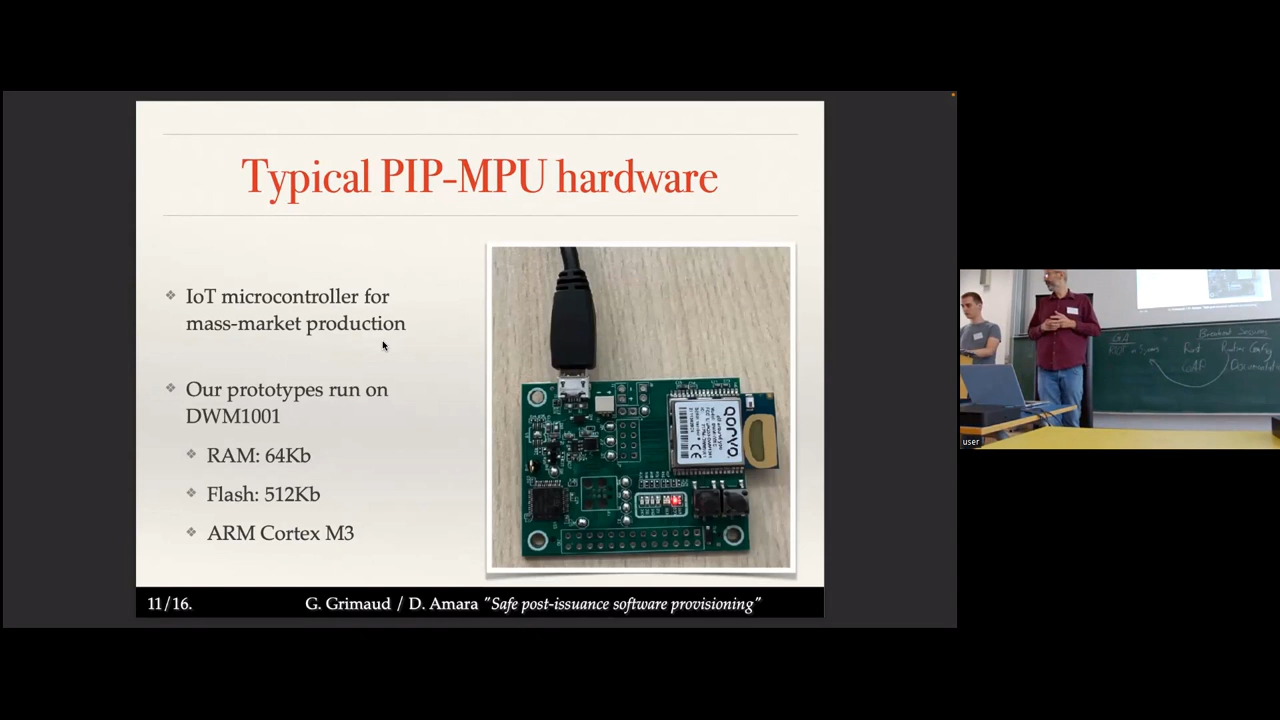 Typical PIP-MPU hardware
IoT microcontroller for
mass-market production
Our prototypes run on
DWM1001
RAM: 64Kb
Flash: 512Kb
ARM Cortex M3
qorvo
11/16.
G. Grimaud / D. Amara "Safe post-issuance software provisioning"
user